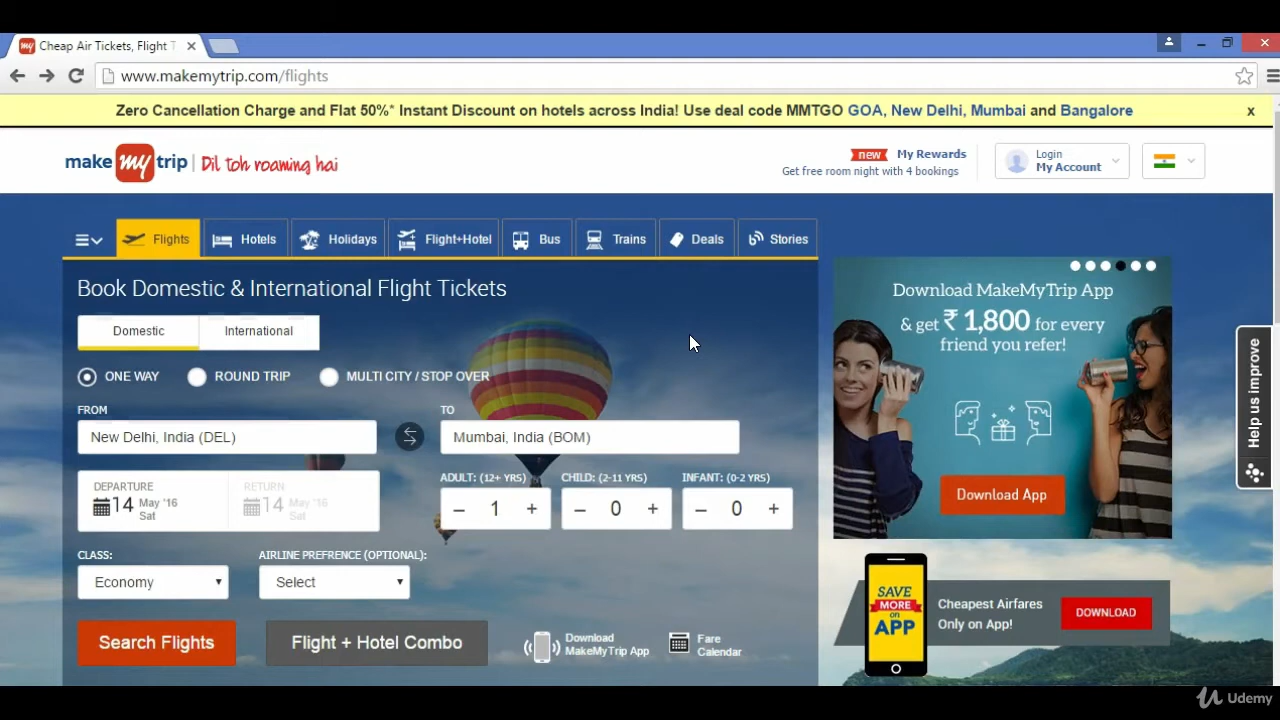 Cheap Air Tickets, Flight T
www.makemytrip.com/flights
Zero Cancellation Charge and Flat 50%* Instant Discount on hotels across India! Use deal code MMTGO GOA, New Delhi, Mumbai and Bangalore x
make my trip | Dil toh roaming hai
new My Rewards
Get free room night with 4 bookings
Login
My Account
Flights Hotels Holidays Flight+Hotel Bus Trains Deals Stories
Book Domestic & International Flight Tickets
Domestic International
ONE WAY ROUND TRIP MULTI CITY / STOP OVER
FROM TO
New Delhi, India (DEL) Mumbai, India (BOM)
DEPARTURE RETURN
14 May '16 Sat 14 May '16 Sat
ADULT: (12+ YRS) CHILD: (2-11 YRS) INFANT: (0-2 YRS)
– 1 + – 0 + – 0 +
CLASS: AIRLINE PREFRENCE (OPTIONAL):
Economy Select
Search Flights Flight + Hotel Combo
Download
MakeMyTrip App
Fare
Calendar
Download MakeMyTrip App
& get ₹ 1,800 for every
friend you refer!
Download App
Help us improve
SAVE
MORE
on
APP
Cheapest Airfares
Only on App!
DOWNLOAD
Udemy